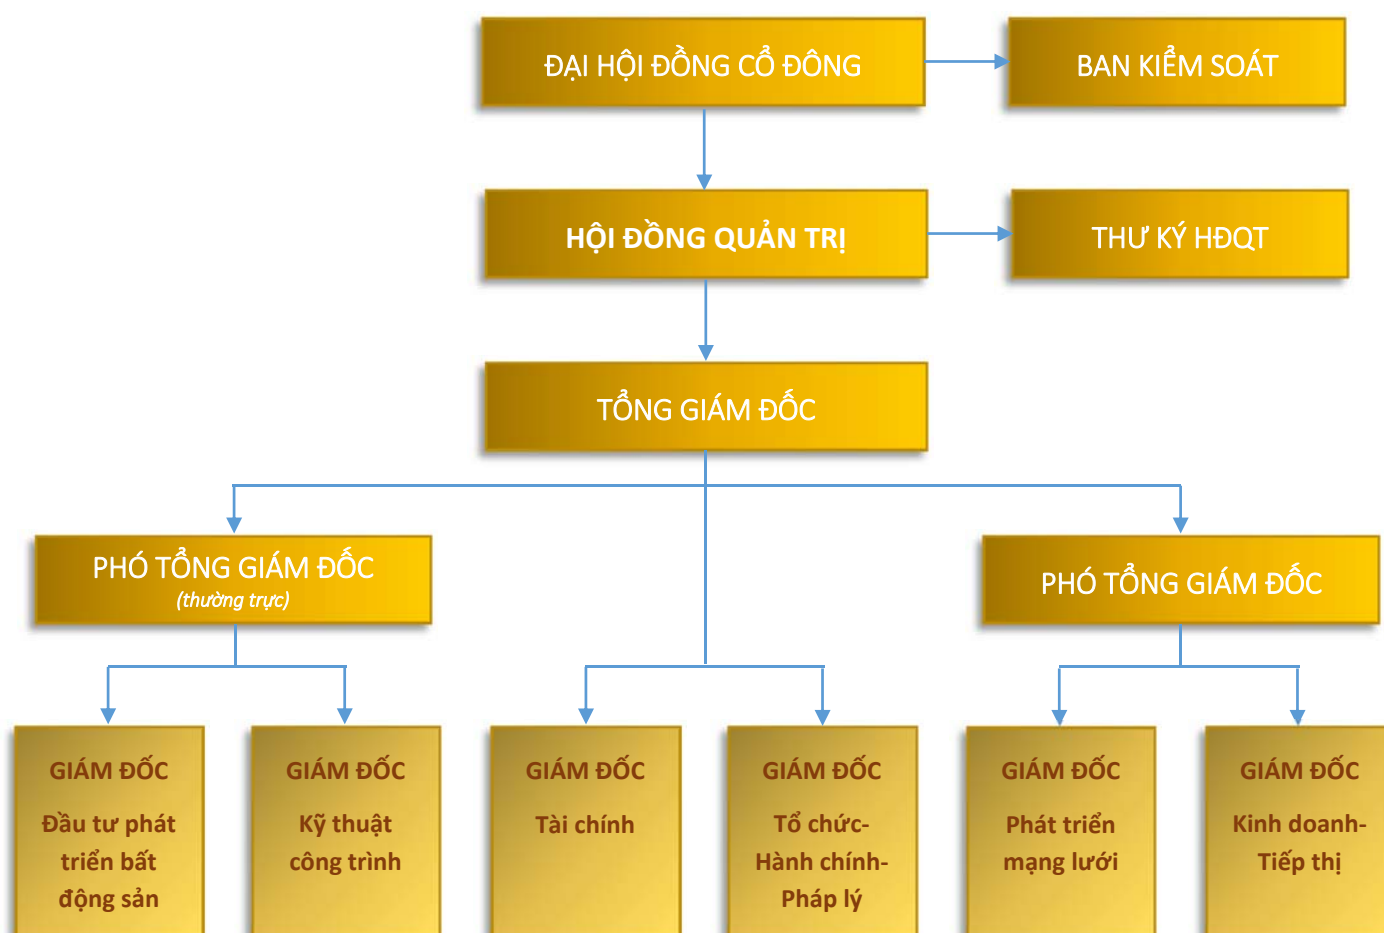 ĐẠI HỘI ĐỒNG CỔ ĐÔNG
BAN KIỂM SOÁT
HỘI ĐỒNG QUẢN TRỊ
THƯ KÝ HĐQT
TỔNG GIÁM ĐỐC
PHÓ TỔNG GIÁM ĐỐC
(thường trực)
PHÓ TỔNG GIÁM ĐỐC
GIÁM ĐỐC
Đầu tư phát
triển bất
động sản
GIÁM ĐỐC
Kỹ thuật
công trình
GIÁM ĐỐC
Tài chính
GIÁM ĐỐC
Tổ chức-
Hành chính-
Pháp lý
GIÁM ĐỐC
Phát triển
mạng lưới
GIÁM ĐỐC
Kinh doanh-
Tiếp thị